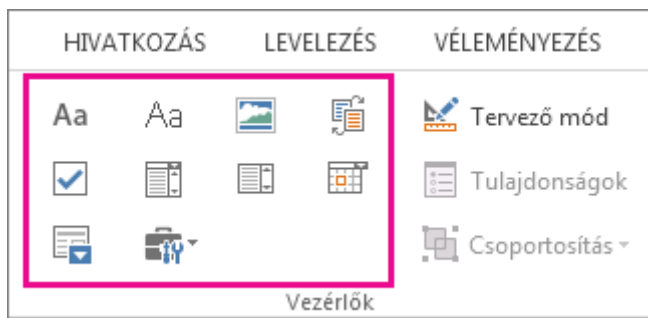 HIVATKOZÁS LEVELEZÉS VÉLEMÉNYEZÉS
Aa Aa Tervező mód
Tulajdonságok
Csoportosítás
Vezérlők